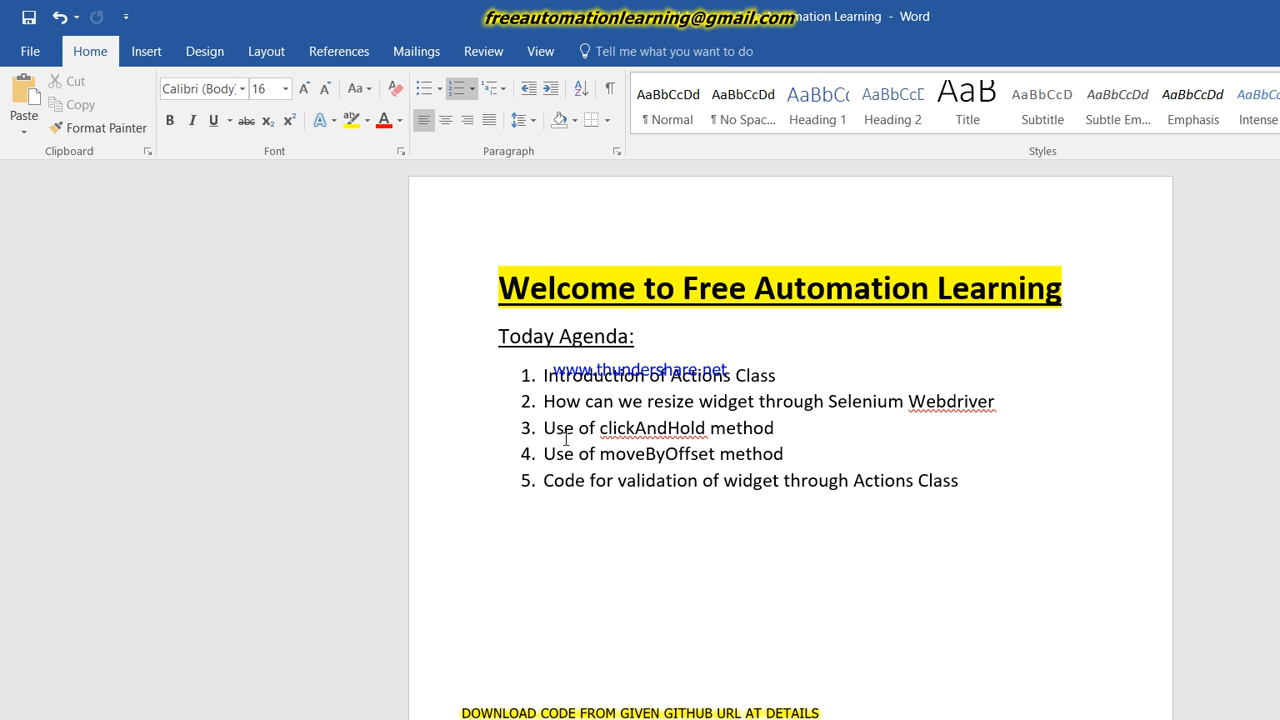 freeautomationlearning@gmail.com
Automation Learning - Word
File Home Insert Design Layout References Mailings Review View Tell me what you want to do
Cut
Copy
Paste
Format Painter
Calibri (Body) 16
Clipboard
Font
Paragraph
AaBbCcDd AaBbCcDd AaBbC AaBbCcD AaB AaBbCcD AaBbCcDd AaBbCcDd AaBbCc
¶ Normal ¶ No Spac... Heading 1 Heading 2 Title Subtitle Subtle Em... Emphasis Intense
Styles
Welcome to Free Automation Learning
Today Agenda:
www.thundershare.net
1. Introduction of Actions Class
2. How can we resize widget through Selenium Webdriver
3. Use of clickAndHold method
4. Use of moveByOffset method
5. Code for validation of widget through Actions Class
DOWNLOAD CODE FROM GIVEN GITHUB URL AT DETAILS